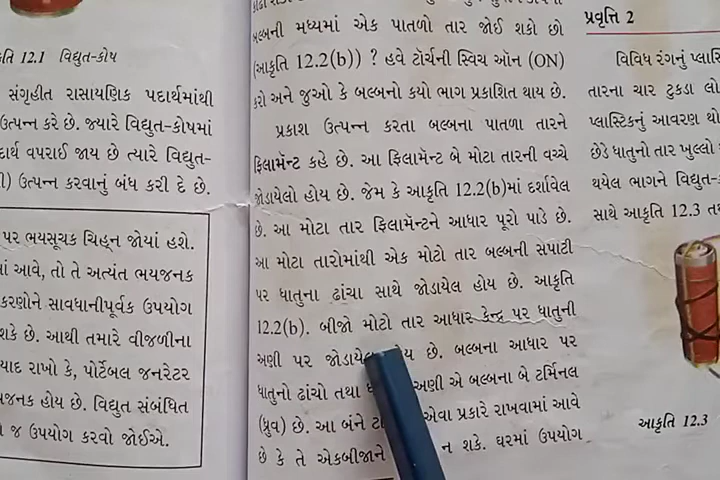 આકૃતિ 12.1 વિદ્યુત-કોષ
સંગૃહીત રાસાયણિક પદાર્થમાંથી
ઉત્પન્ન કરે છે. જ્યારે વિદ્યુત-કોષમાં
દાર્થ વપરાઈ જાય છે ત્યારે વિદ્યુત-
ઉત્પન્ન કરવાનું બંધ કરી દે છે.
પર ભયસૂચક ચિહ્ન જોયાં હશે.
માં આવે, તો તે અત્યંત ભયજનક
કરણોને સાવધાનીપૂર્વક ઉપયોગ
શકે છે. આથી તમારે વીજળીના
યાદ રાખો કે, પોર્ટેબલ જનરેટર
જનક હોય છે. વિદ્યુત સંબંધિત
જ ઉપયોગ કરવો જોઈએ.
બલ્બની મધ્યમાં એક પાતળો તાર જોઈ શકો છો
(આકૃતિ 12.2(b)) ? હવે ટૉર્ચની સ્વિચ ઑન (ON)
કરો અને જુઓ કે બલ્બનો કયો ભાગ પ્રકાશિત થાય છે.
પ્રકાશ ઉત્પન્ન કરતા બલ્બના પાતળા તારને
ફિલામેન્ટ કહે છે. આ ફિલામેન્ટ બે મોટા તારની વચ્ચે
જોડાયેલો હોય છે. જેમ કે આકૃતિ 12.2(b)માં દર્શાવેલ
છે. આ મોટા તાર ફિલામૅન્ટને આધાર પૂરો પાડે છે.
આ મોટા તારોમાંથી એક મોટો તાર બલ્બની સપાટી
પર ધાતુના ઢાંચા સાથે જોડાયેલ હોય છે. આકૃતિ
12.2(b). બીજો મોટો તાર આધાર કેન્દ્ર પર ધાતુની
અણી પર જોડાયેલ હોય છે. બલ્બના આધાર પર
ધાતુનો ઢાંચો તથા અણી એ બલ્બના બે ટર્મિનલ
(ધ્રુવ) છે. આ બંને એવા પ્રકારે રાખવામાં આવે
છે કે તે એકબીજાને ન શકે. ઘરમાં ઉપયોગ
પ્રવૃત્તિ 2
વિવિધ રંગનું
તારના ચાર ટુકડા લો
પ્લાસ્ટિકનું આવરણ
છેડે ધાતુનો તાર ખુલ્લો
થયેલ ભાગને વિદ્યુત-
સાથે આકૃતિ 12.3
આકૃતિ 12.3